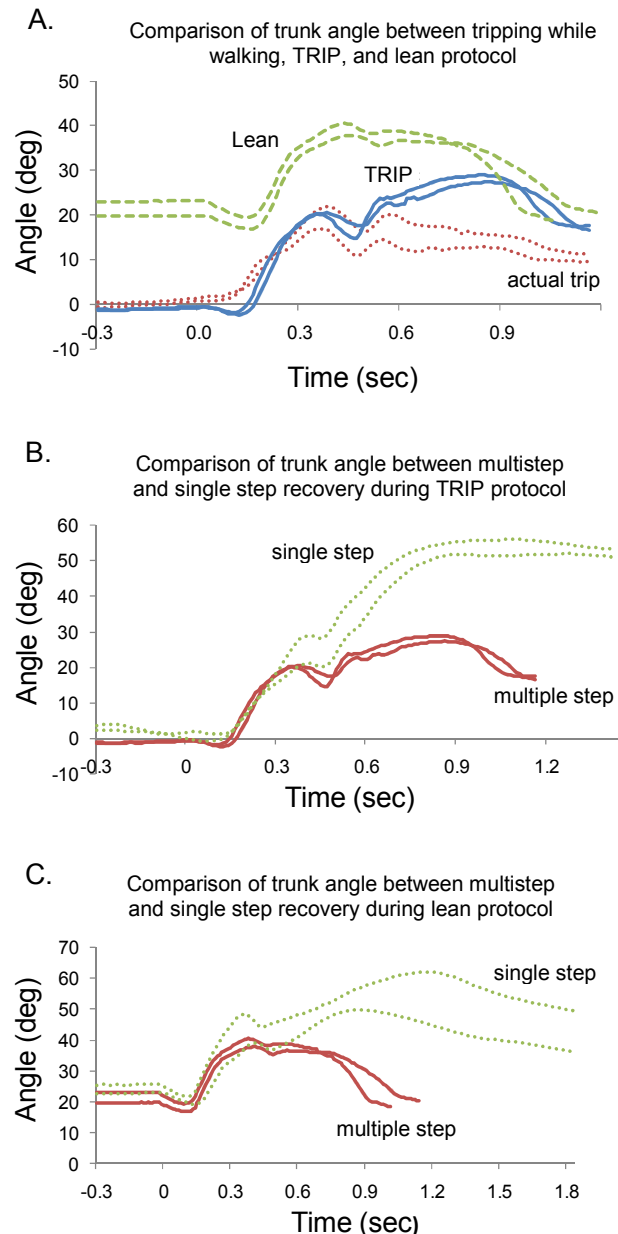 A.
Comparison of trunk angle between tripping while
walking, TRIP, and lean protocol
50
40
30
20
10
0
-10
Angle (deg)
Lean
TRIP
actual trip
-0.3 0.0 0.3 0.6 0.9
Time (sec)
B.
Comparison of trunk angle between multistep
and single step recovery during TRIP protocol
60
50
40
30
20
10
0
-10
Angle (deg)
single step
multiple step
-0.3 0 0.3 0.6 0.9 1.2
Time (sec)
C.
Comparison of trunk angle between multistep
and single step recovery during lean protocol
70
60
50
40
30
20
10
0
Angle (deg)
single step
multiple step
-0.3 0 0.3 0.6 0.9 1.2 1.5 1.8
Time (sec)